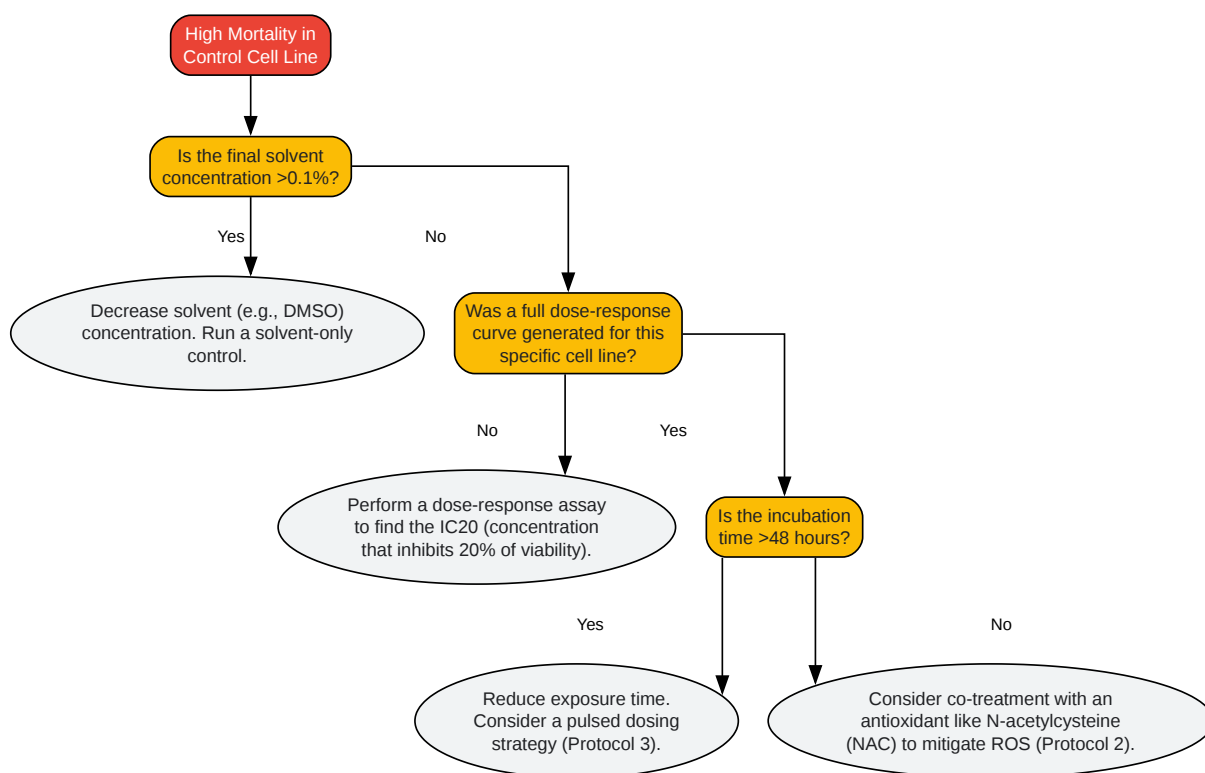 High Mortality in
Control Cell Line
Is the final solvent
concentration >0.1%?
Yes
No
Decrease solvent (e.g., DMSO)
concentration. Run a solvent-only
control.
Was a full dose-response
curve generated for this
specific cell line?
No
Yes
Perform a dose-response assay
to find the IC20 (concentration
that inhibits 20% of viability).
Is the incubation
time >48 hours?
Yes
No
Reduce exposure time.
Consider a pulsed dosing
strategy (Protocol 3).
Consider co-treatment with an
antioxidant like N-acetylcysteine
(NAC) to mitigate ROS (Protocol 2).